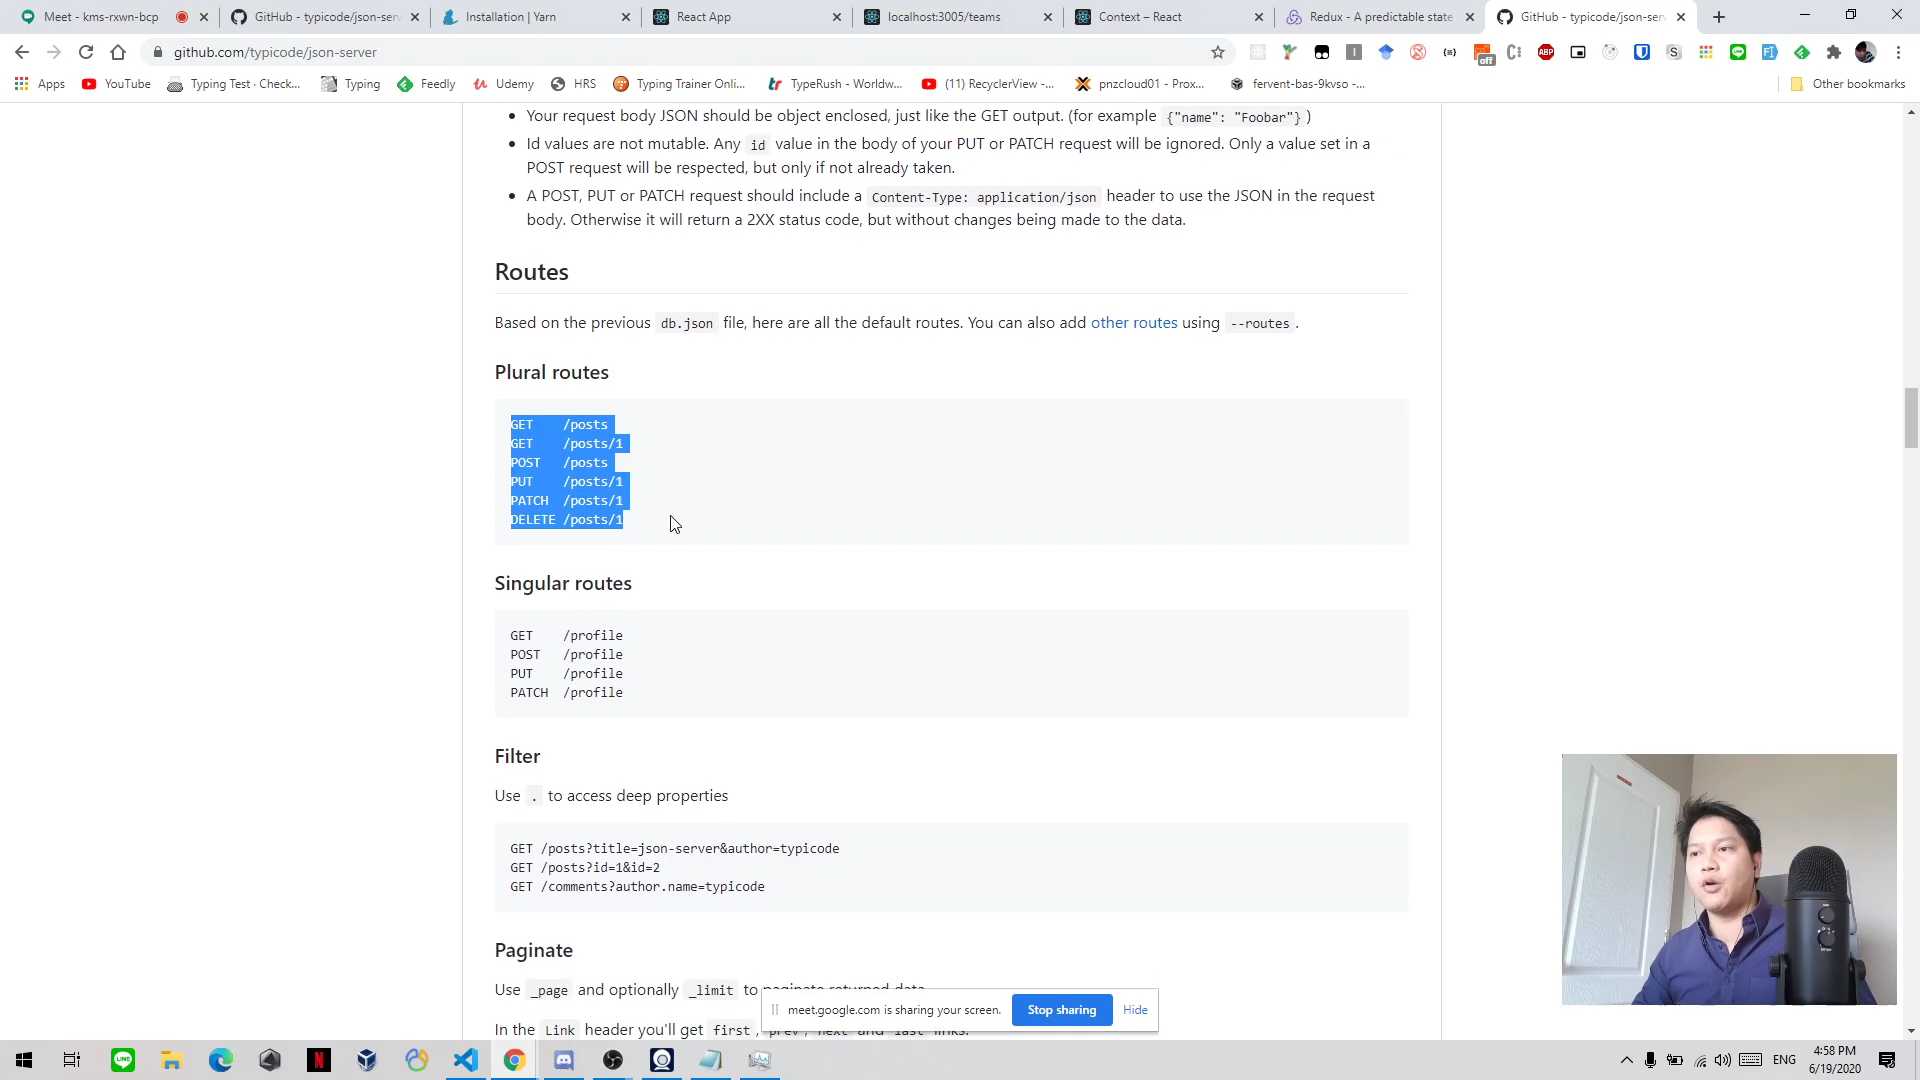 Meet - kms-rxwn-bcp
GitHub - typicode/json-serv
Installation | Yarn
React App
localhost:3005/teams
Context – React
Redux - A predictable state
GitHub - typicode/json-serv
github.com/typicode/json-server
off
ABP
Apps
YouTube
Typing Test · Check...
Typing
Feedly
Udemy
HRS
Typing Trainer Onli...
TypeRush - Worldw...
(11) RecyclerView -...
pnzcloud01 - Prox...
fervent-bas-9kvso -...
Other bookmarks
Your request body JSON should be object enclosed, just like the GET output. (for example {"name": "Foobar"} )
Id values are not mutable. Any id value in the body of your PUT or PATCH request will be ignored. Only a value set in a
POST request will be respected, but only if not already taken.
A POST, PUT or PATCH request should include a Content-Type: application/json header to use the JSON in the request
body. Otherwise it will return a 2XX status code, but without changes being made to the data.
Routes
Based on the previous db.json file, here are all the default routes. You can also add other routes using --routes .
Plural routes
GET /posts
GET /posts/1
POST /posts
PUT /posts/1
PATCH /posts/1
DELETE /posts/1
Singular routes
GET /profile
POST /profile
PUT /profile
PATCH /profile
Filter
Use . to access deep properties
GET /posts?title=json-server&author=typicode
GET /posts?id=1&id=2
GET /comments?author.name=typicode
Paginate
Use _page and optionally _limit to paginate returned data.
In the Link header you'll get first , prev , next and last links.
meet.google.com is sharing your screen.
Stop sharing
Hide
ENG
4:58 PM
6/19/2020